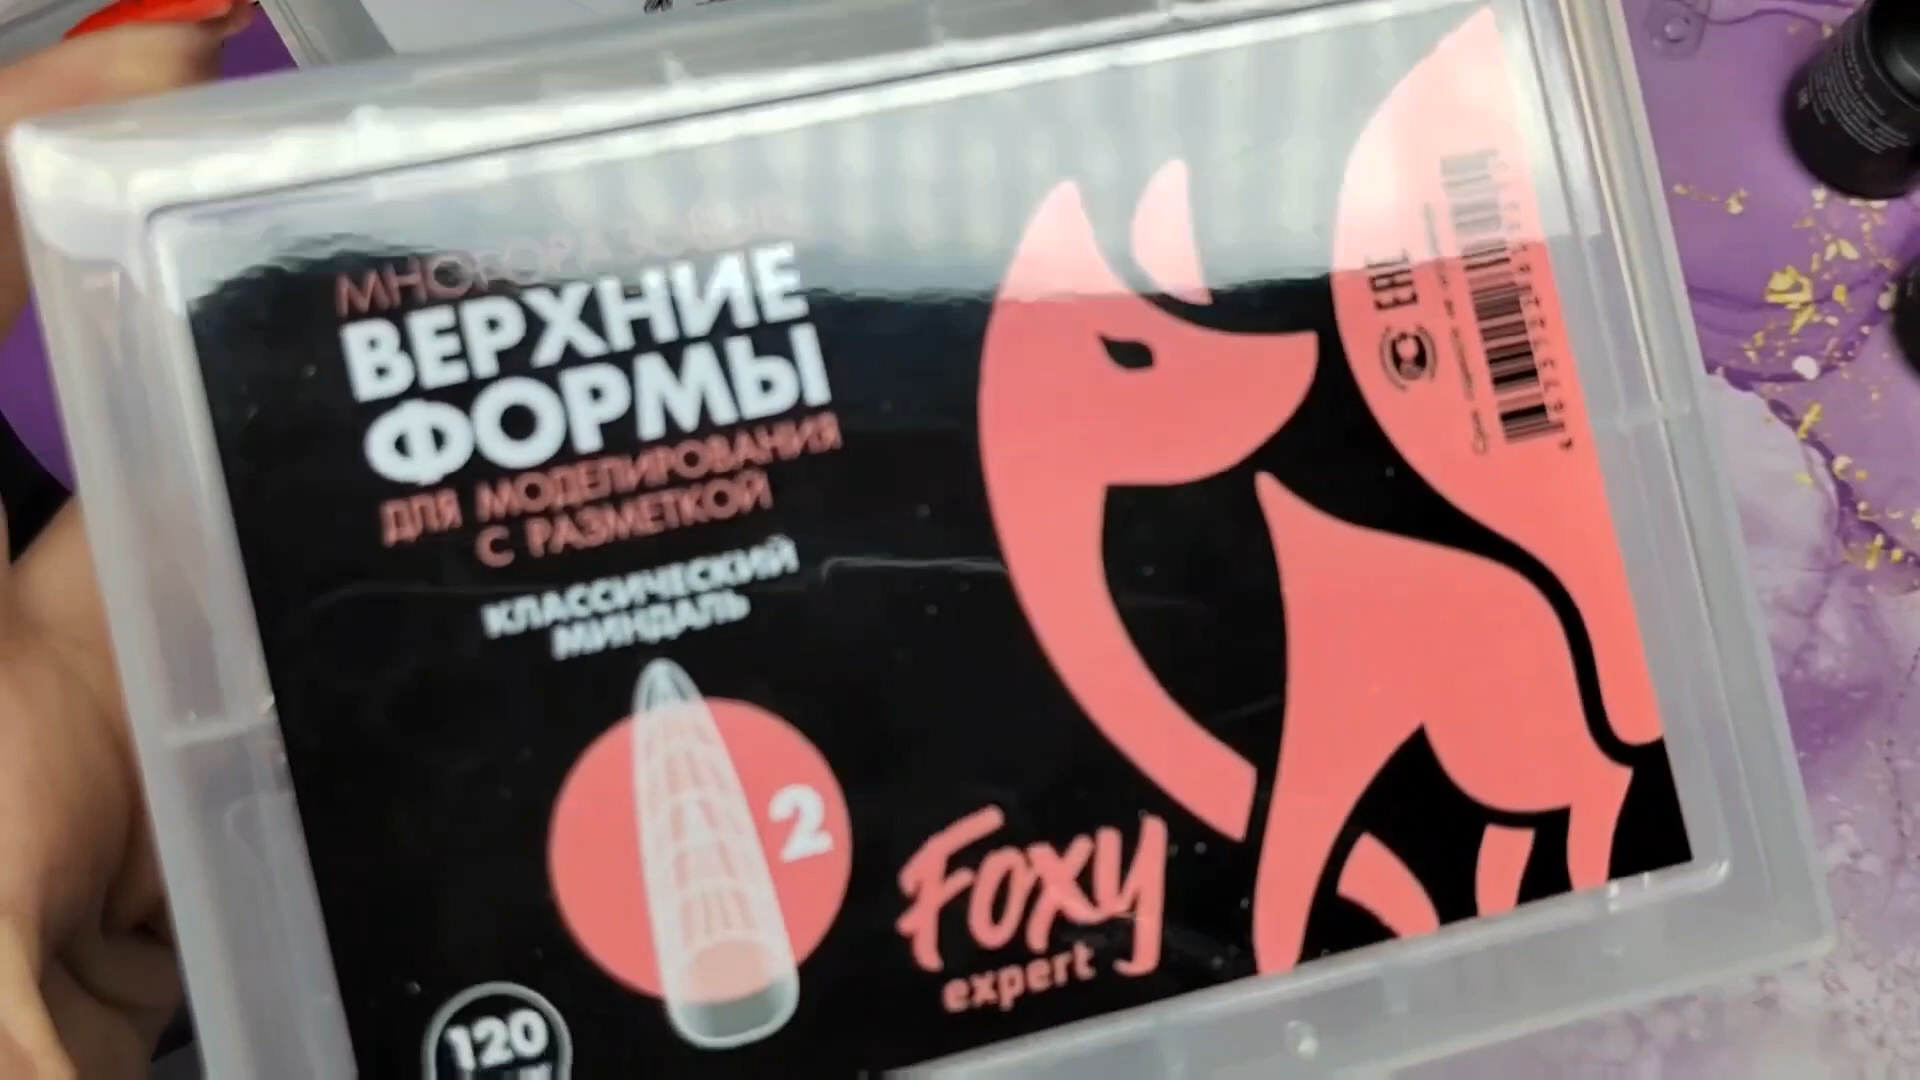 МНОГОРАЗОВЫЕ
ВЕРХНИЕ
ФОРМЫ
ДЛЯ МОДЕЛИРОВАНИЯ
С РАЗМЕТКОЙ
КЛАССИЧЕСКИЙ
МИНДАЛЬ
2
Foxy
expert
120
EAC